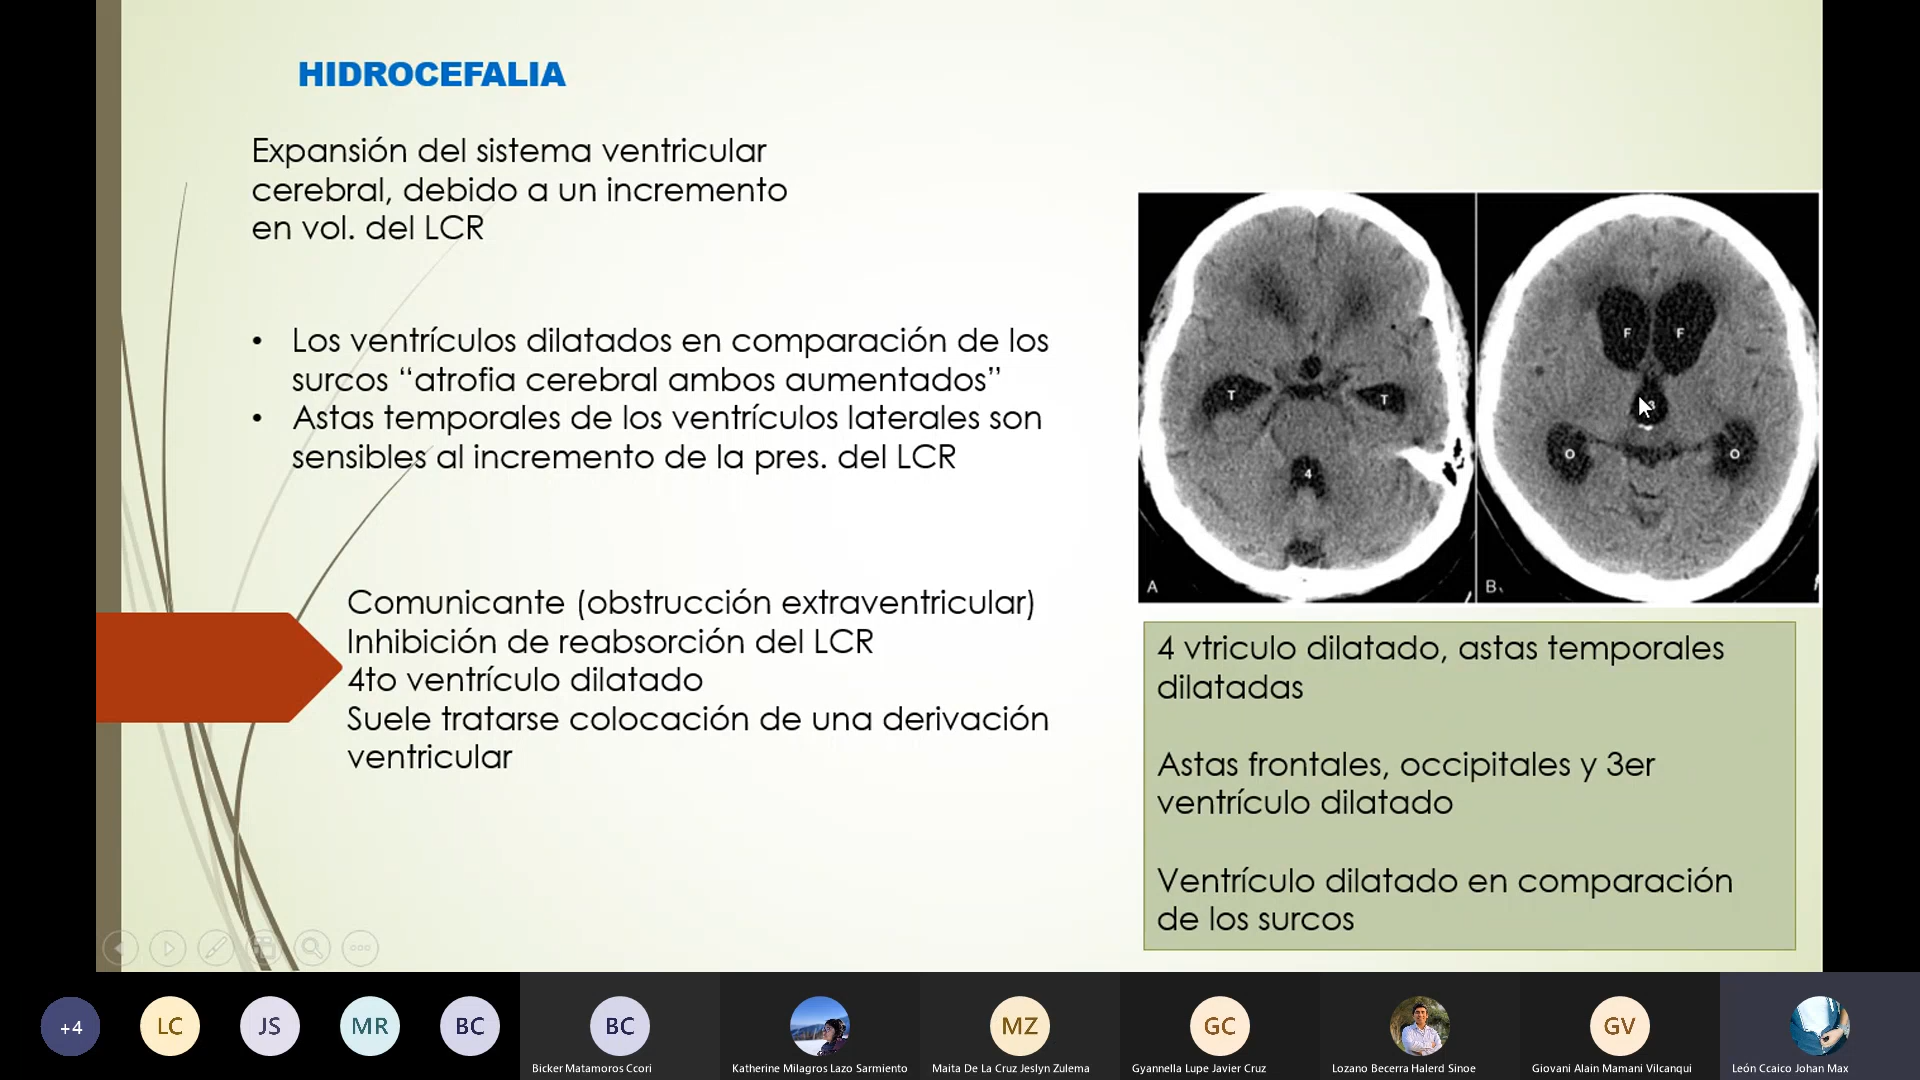 HIDROCEFALIA
Expansión del sistema ventricular
cerebral, debido a un incremento
en vol. del LCR
• Los ventrículos dilatados en comparación de los
surcos “atrofia cerebral ambos aumentados”
• Astas temporales de los ventrículos laterales son
sensibles al incremento de la pres. del LCR
Comunicante (obstrucción extraventricular)
Inhibición de reabsorción del LCR
4to ventrículo dilatado
Suele tratarse colocación de una derivación
ventricular
T
T
4
A
F
F
3
O
O
B
4 vtriculo dilatado, astas temporales
dilatadas
Astas frontales, occipitales y 3er
ventrículo dilatado
Ventrículo dilatado en comparación
de los surcos
+4
LC
JS
MR
BC
BC
Bicker Matamoros Ccori
Katherine Milagros Lazo Sarmiento
MZ
Maita De La Cruz Jeslyn Zulema
GC
Gyannella Lupe Javier Cruz
Lozano Becerra Halerd Sinoe
GV
Giovani Alain Mamani Vilcanqui
León Ccaico Johan Max